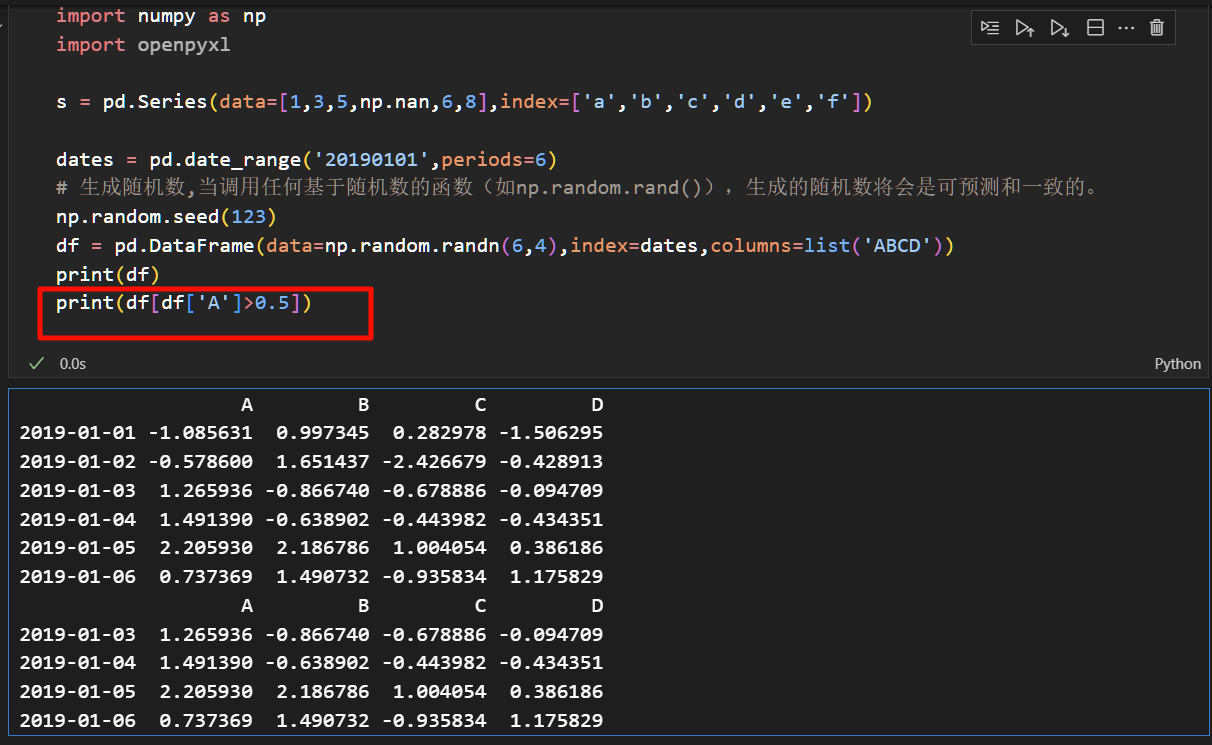 import numpy as np
import openpyxl
s = pd.Series(data=[1,3,5,np.nan,6,8],index=['a','b','c','d','e','f'])
dates = pd.date_range('20190101',periods=6)
# 生成随机数,当调用任何基于随机数的函数（如np.random.rand()），生成的随机数将会是可预测和一致的。
np.random.seed(123)
df = pd.DataFrame(data=np.random.randn(6,4),index=dates,columns=list('ABCD'))
print(df)
print(df[df['A']>0.5])
0.0s
Python
A B C D
2019-01-01 -1.085631 0.997345 0.282978 -1.506295
2019-01-02 -0.578600 1.651437 -2.426679 -0.428913
2019-01-03 1.265936 -0.866740 -0.678886 -0.094709
2019-01-04 1.491390 -0.638902 -0.443982 -0.434351
2019-01-05 2.205930 2.186786 1.004054 0.386186
2019-01-06 0.737369 1.490732 -0.935834 1.175829
A B C D
2019-01-03 1.265936 -0.866740 -0.678886 -0.094709
2019-01-04 1.491390 -0.638902 -0.443982 -0.434351
2019-01-05 2.205930 2.186786 1.004054 0.386186
2019-01-06 0.737369 1.490732 -0.935834 1.175829